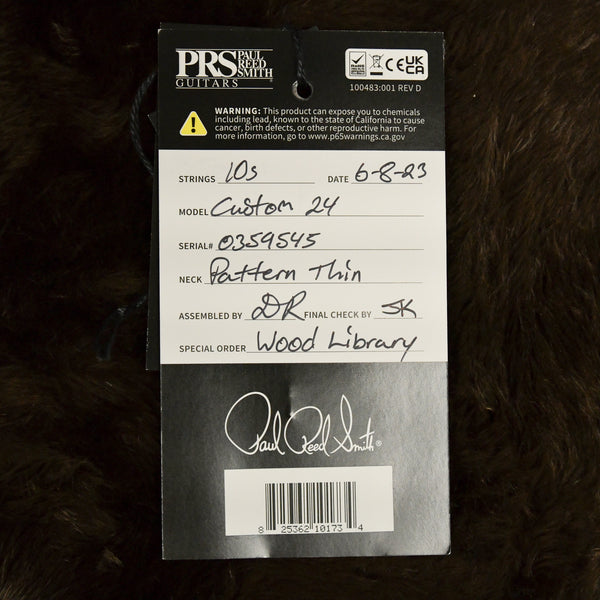 PRS PAUL REED SMITH
GUITARS
CE UK CA
100483:001 REV D
WARNING: This product can expose you to chemicals
including lead, known to the state of California to cause
cancer, birth defects, or other reproductive harm. For
more information, go to www.p65warnings.ca.gov
STRINGS 10s DATE 6-8-23
MODEL Custom 24
SERIAL# 0359545
NECK Pattern Thin
ASSEMBLED BY DR FINAL CHECK BY SK
SPECIAL ORDER Wood Library
Paul Reed Smith®
8 25362 10173 4